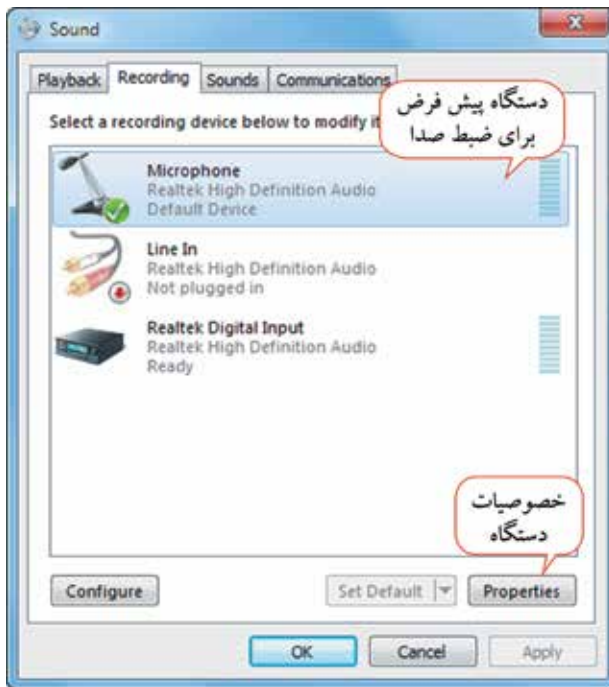 Sound
Playback Recording Sounds Communications
Select a recording device below to modify it
دستگاه پیش فرض
برای ضبط صدا
Microphone
Realtek High Definition Audio
Default Device
Line In
Realtek High Definition Audio
Not plugged in
Realtek Digital Input
Realtek High Definition Audio
Ready
خصوصیات
دستگاه
Configure Set Default Properties
OK Cancel Apply